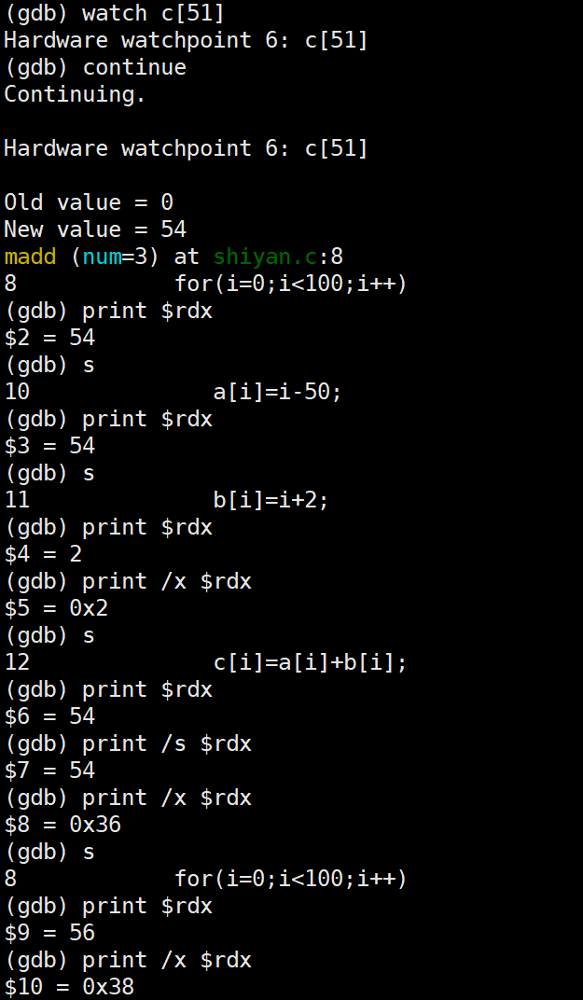 (gdb) watch c[51]
Hardware watchpoint 6: c[51]
(gdb) continue
Continuing.
Hardware watchpoint 6: c[51]
Old value = 0
New value = 54
madd (num=3) at shiyan.c:8
8            for(i=0;i<100;i++)
(gdb) print $rdx
$2 = 54
(gdb) s
10              a[i]=i-50;
(gdb) print $rdx
$3 = 54
(gdb) s
11              b[i]=i+2;
(gdb) print $rdx
$4 = 2
(gdb) print /x $rdx
$5 = 0x2
(gdb) s
12              c[i]=a[i]+b[i];
(gdb) print $rdx
$6 = 54
(gdb) print /s $rdx
$7 = 54
(gdb) print /x $rdx
$8 = 0x36
(gdb) s
8            for(i=0;i<100;i++)
(gdb) print $rdx
$9 = 56
(gdb) print /x $rdx
$10 = 0x38